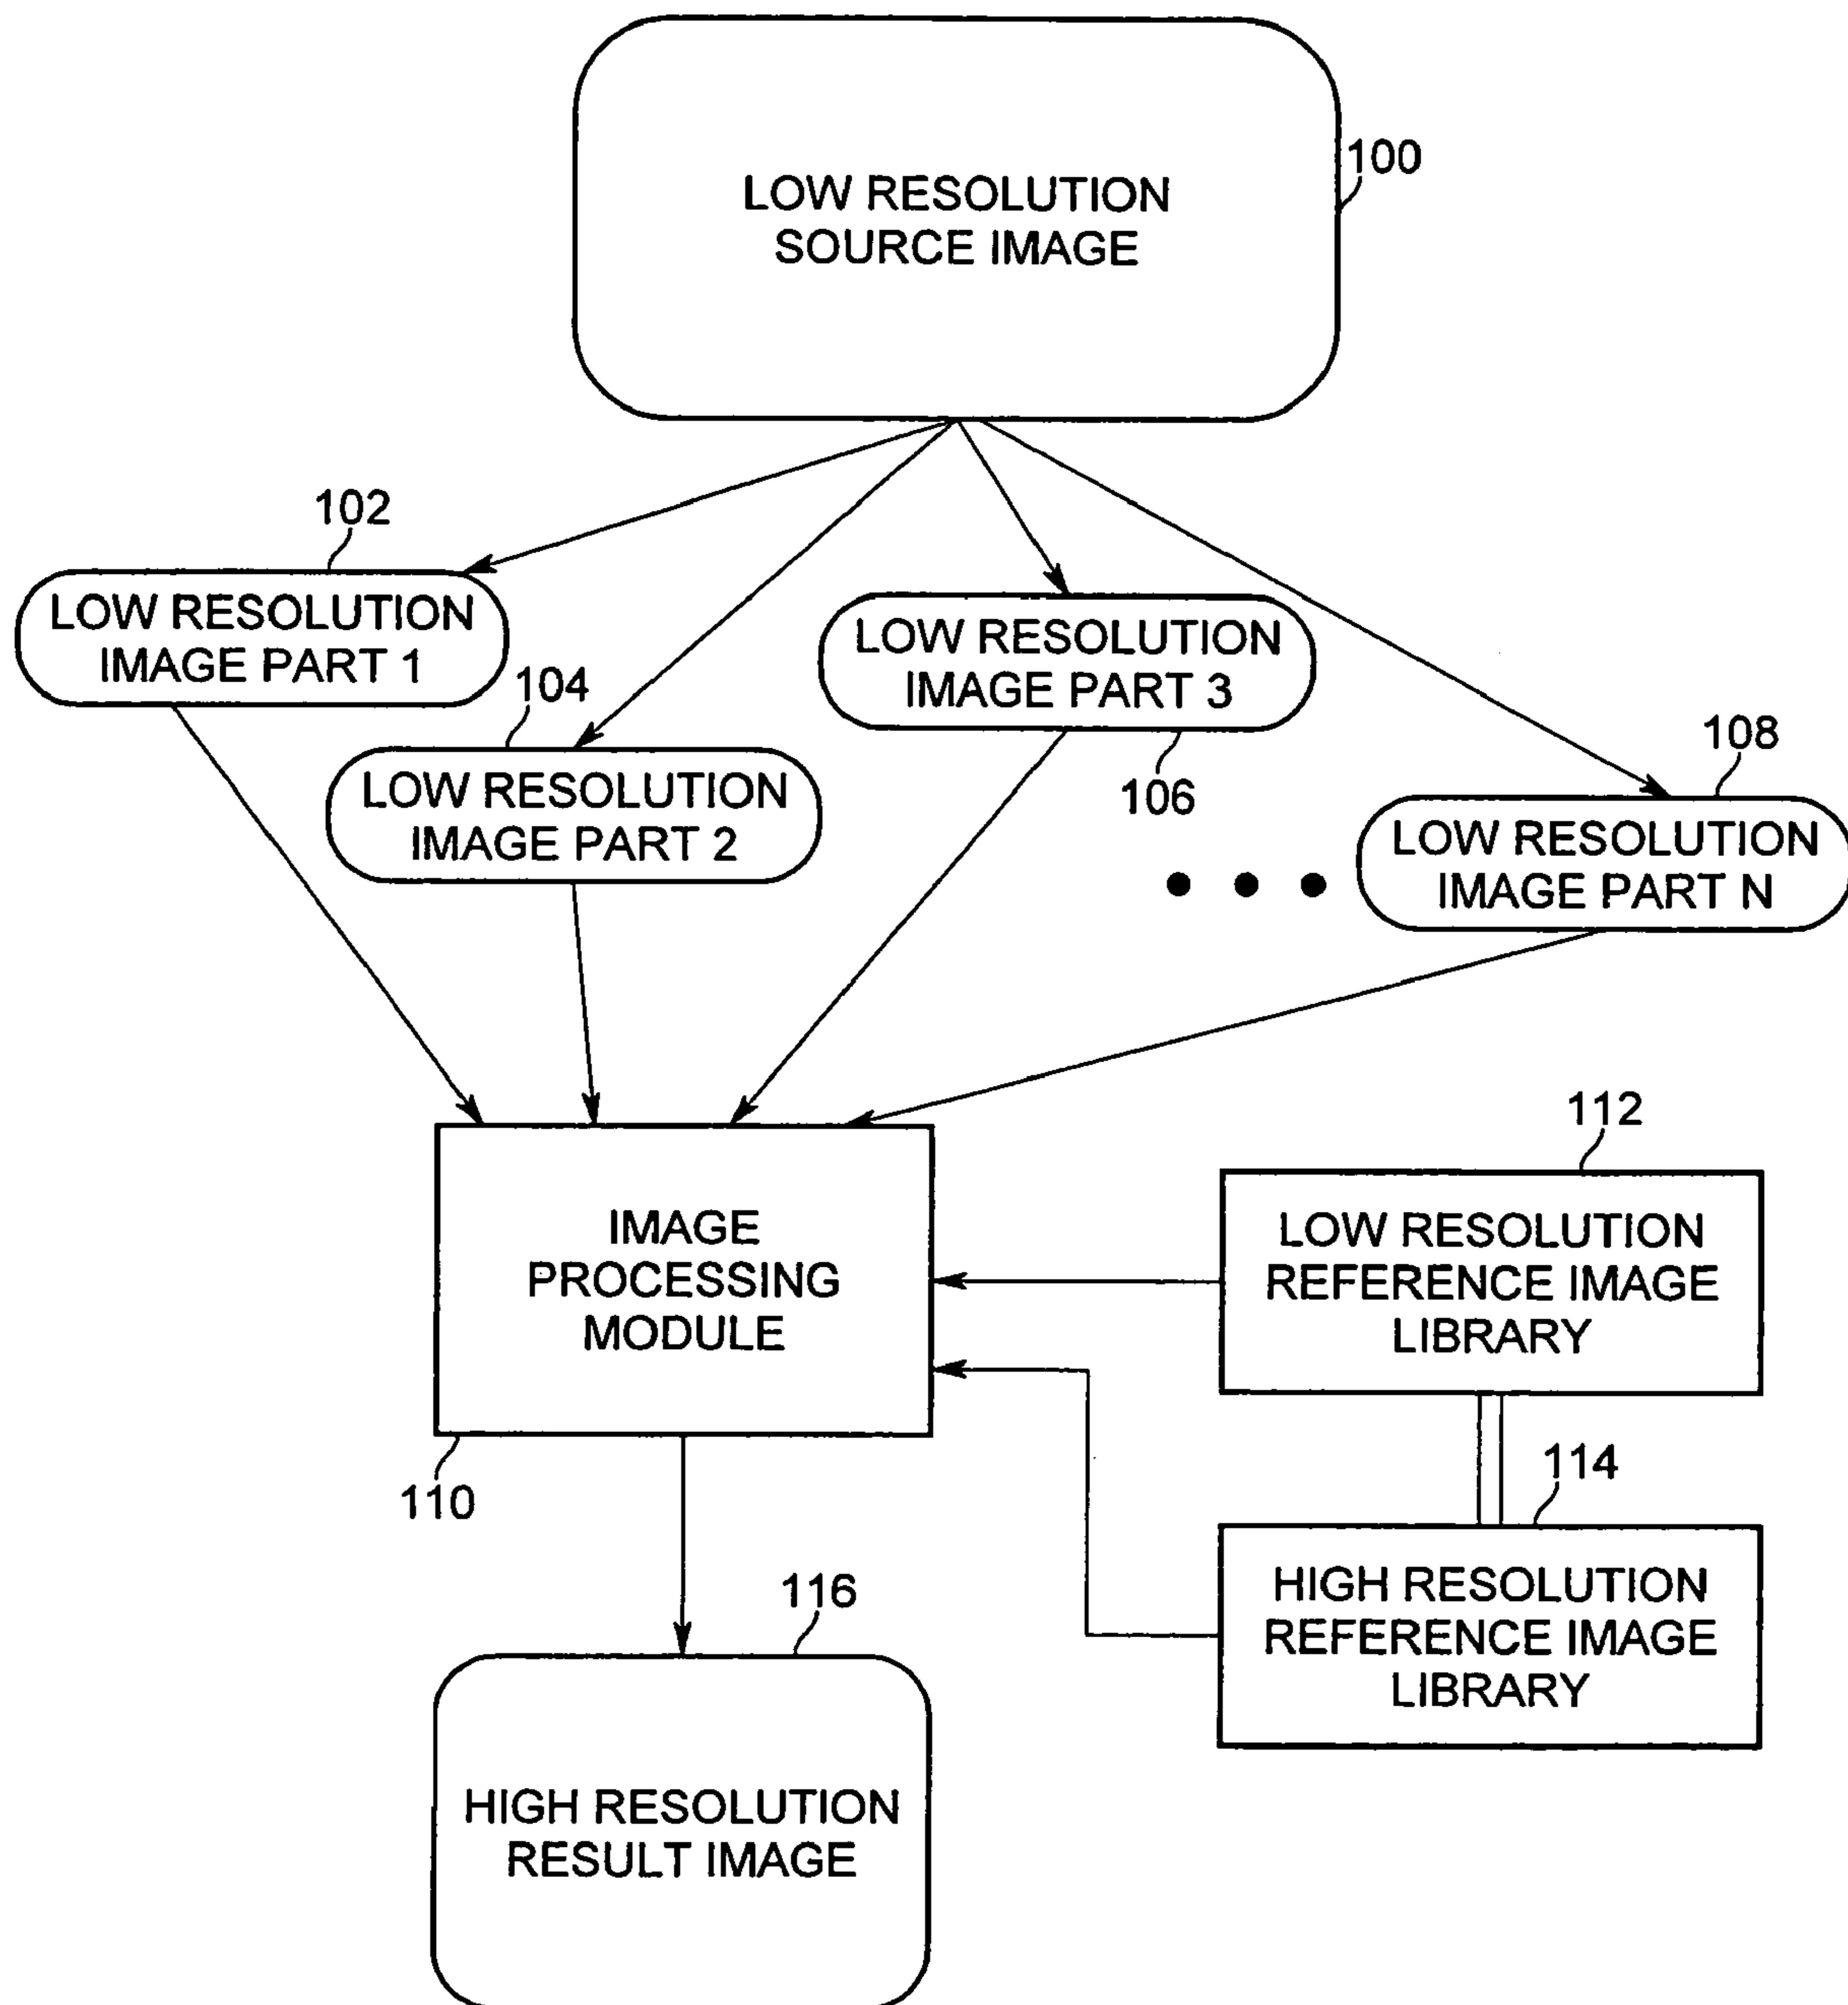 LOW RESOLUTION
SOURCE IMAGE
100
102
LOW RESOLUTION
IMAGE PART 1
104
LOW RESOLUTION
IMAGE PART 2
LOW RESOLUTION
IMAGE PART 3
106
108
LOW RESOLUTION
IMAGE PART N
IMAGE
PROCESSING
MODULE
110
112
LOW RESOLUTION
REFERENCE IMAGE
LIBRARY
114
HIGH RESOLUTION
REFERENCE IMAGE
LIBRARY
116
HIGH RESOLUTION
RESULT IMAGE